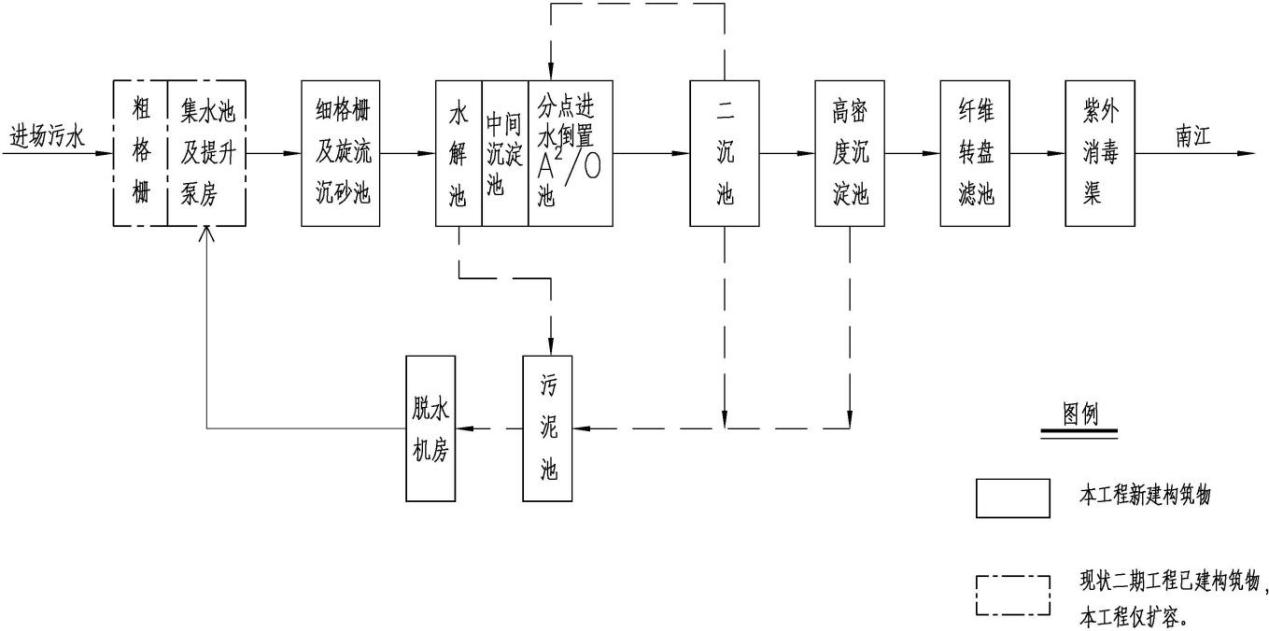 进场污水
粗
格
栅
集水池
及提升
泵房
细格栅
及旋流
沉砂池
水
解
池
中间
沉淀
池
分点进
水倒置
A²/O
池
二
沉
池
高密
度沉
淀池
纤维
转盘
滤池
紫外
消毒
渠
南江
脱水
机房
污
泥
池
图例
本工程新建构筑物
现状二期工程已建构筑物，
本工程仅扩容。